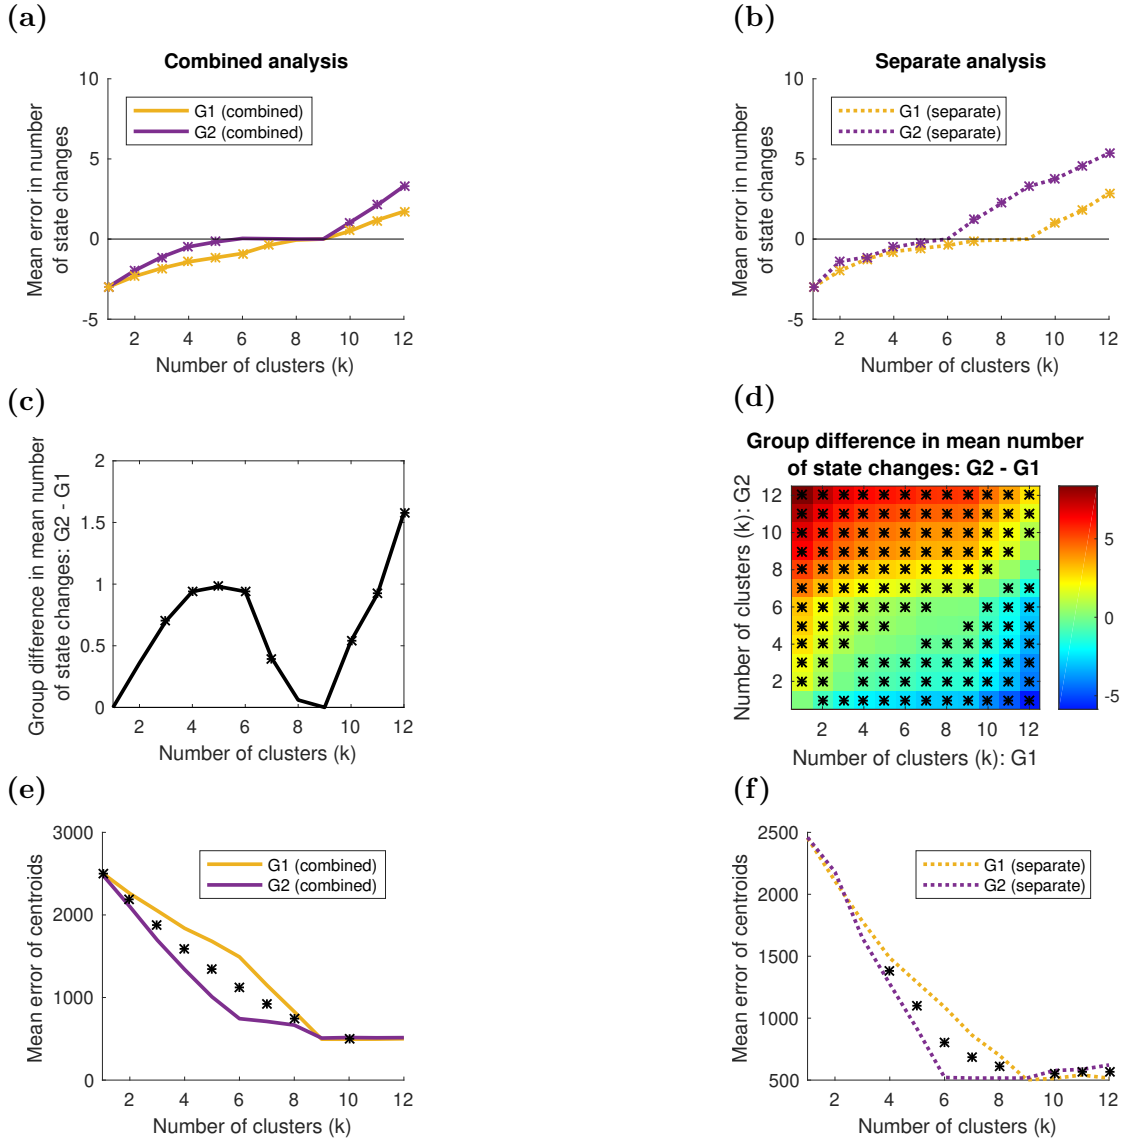 (a)
Combined analysis
G1 (combined)
G2 (combined)
10
5
0
-5
2
4
6
8
10
12
Mean error in number
of state changes
Number of clusters (k)
(b)
Separate analysis
G1 (separate)
G2 (separate)
10
5
0
-5
2
4
6
8
10
12
Mean error in number
of state changes
Number of clusters (k)
(c)
2
1.5
1
0.5
0
2
4
6
8
10
12
Group difference in mean number
of state changes: G2 - G1
Number of clusters (k)
(d)
Group difference in mean number
of state changes: G2 - G1
12
10
8
6
4
2
2
4
6
8
10
12
Number of clusters (k): G2
Number of clusters (k): G1
5
0
-5
(e)
G1 (combined)
G2 (combined)
3000
2000
1000
0
2
4
6
8
10
12
Mean error of centroids
Number of clusters (k)
(f)
G1 (separate)
G2 (separate)
2500
2000
1500
1000
500
2
4
6
8
10
12
Mean error of centroids
Number of clusters (k)